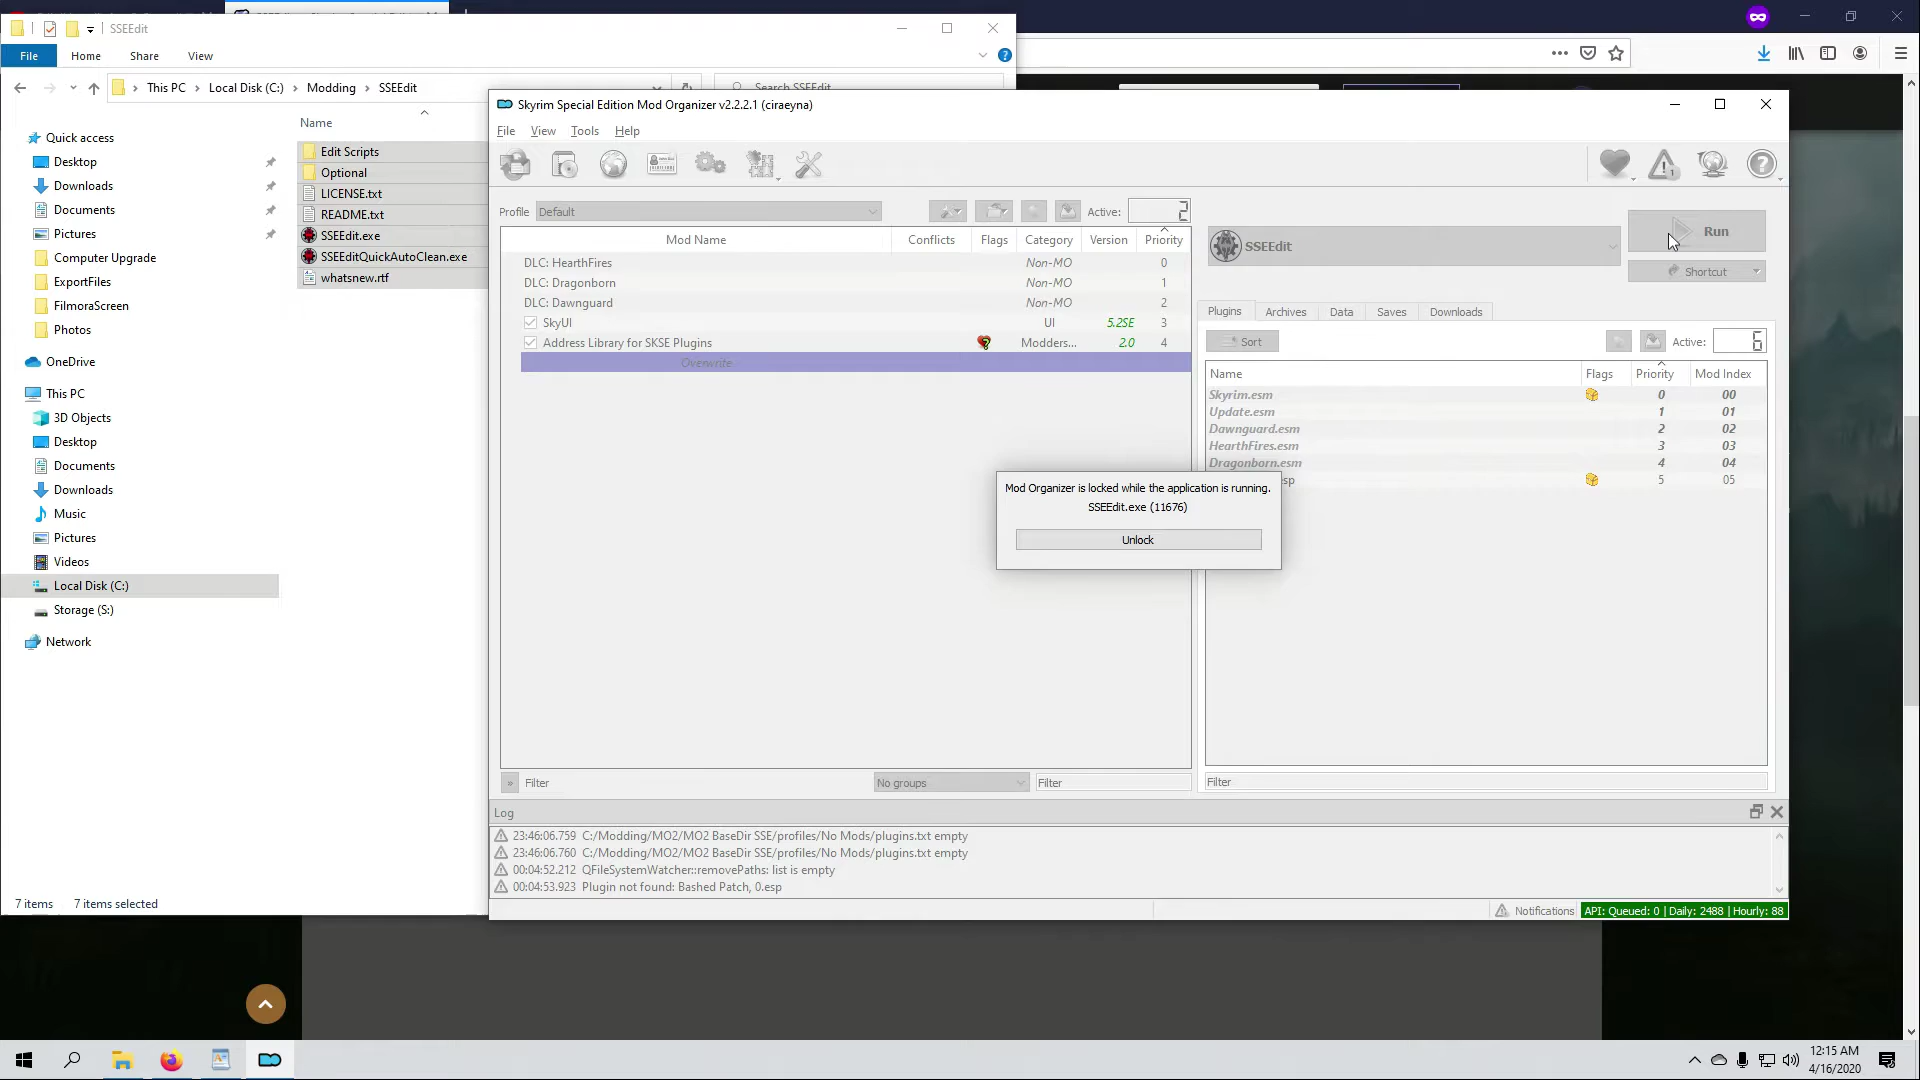 SSEEdit
File
Home
Share
View
This PC
Local Disk (C:)
Modding
SSEEdit
Search SSEEdit
Quick access
Desktop
Downloads
Documents
Pictures
Computer Upgrade
ExportFiles
FilmoraScreen
Photos
OneDrive
This PC
3D Objects
Desktop
Documents
Downloads
Music
Pictures
Videos
Local Disk (C:)
Storage (S:)
Network
Name
Edit Scripts
Optional
LICENSE.txt
README.txt
SSEEdit.exe
SSEEditQuickAutoClean.exe
whatsnew.rtf
7 items 7 items selected
Skyrim Special Edition Mod Organizer v2.2.2.1 (ciraeyna)
File View Tools Help
Profile Default Active: 2
Mod Name Conflicts Flags Category Version Priority
DLC: HearthFires Non-MO 0
DLC: Dragonborn Non-MO 1
DLC: Dawnguard Non-MO 2
SkyUI UI 5.2SE 3
Address Library for SKSE Plugins Modders... 2.0 4
Overwrite
» Filter No groups Filter
SSEEdit
Run
Shortcut
Plugins Archives Data Saves Downloads
Sort Active: 6
Name Flags Priority Mod Index
Skyrim.esm 0 00
Update.esm 1 01
Dawnguard.esm 2 02
HearthFires.esm 3 03
Dragonborn.esm 4 04
esp 5 05
Filter
Mod Organizer is locked while the application is running.
SSEEdit.exe (11676)
Unlock
Log
23:46:06.759 C:/Modding/MO2/MO2 BaseDir SSE/profiles/No Mods/plugins.txt empty
23:46:06.760 C:/Modding/MO2/MO2 BaseDir SSE/profiles/No Mods/plugins.txt empty
00:04:52.212 QFileSystemWatcher::removePaths: list is empty
00:04:53.923 Plugin not found: Bashed Patch, 0.esp
Notifications API: Queued: 0 | Daily: 2488 | Hourly: 88
12:15 AM
4/16/2020